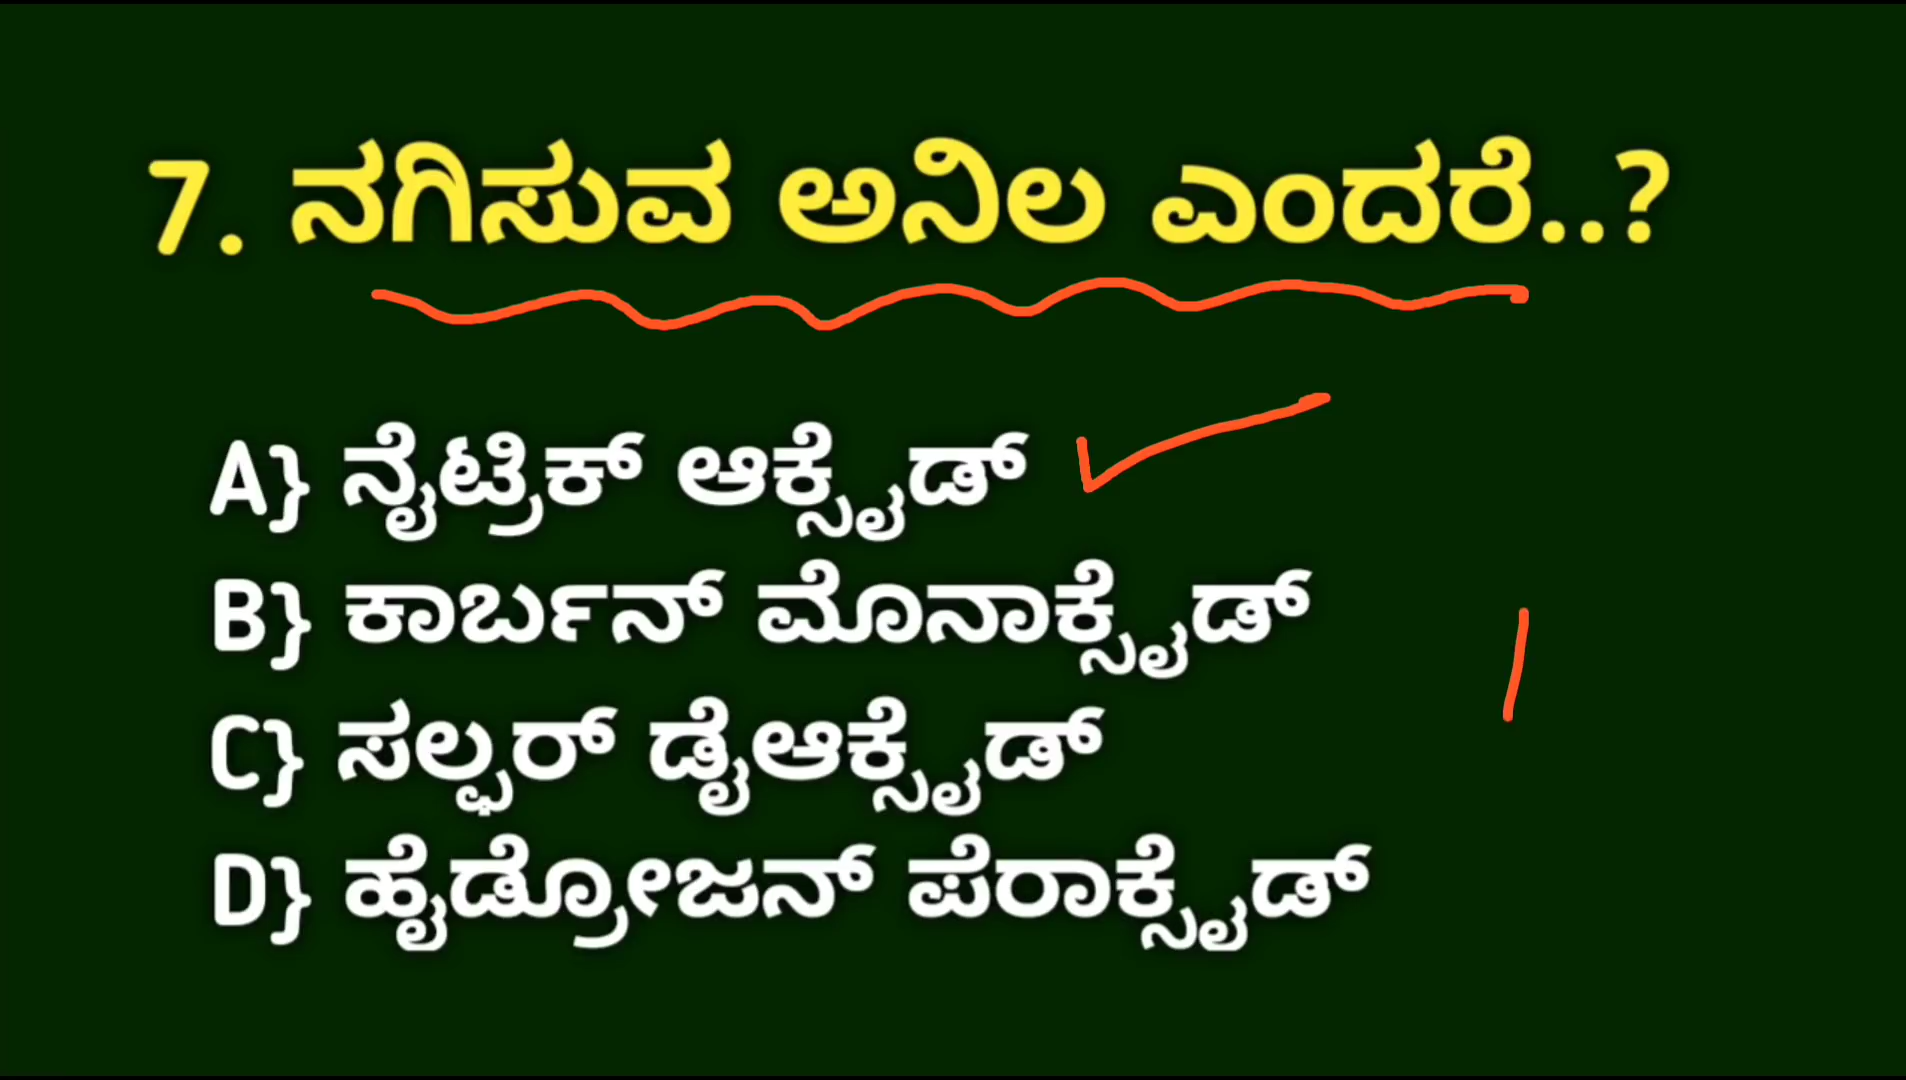 7. ನಗಿಸುವ ಅನಿಲ ಎಂದರೆ..?
A} ನೈಟ್ರಿಕ್ ಆಕ್ಸೈಡ್
B} ಕಾರ್ಬನ್ ಮೊನಾಕ್ಸೈಡ್
C} ಸಲ್ಫರ್ ಡೈಆಕ್ಸೈಡ್
D} ಹೈಡ್ರೋಜನ್ ಪೆರಾಕ್ಸೈಡ್